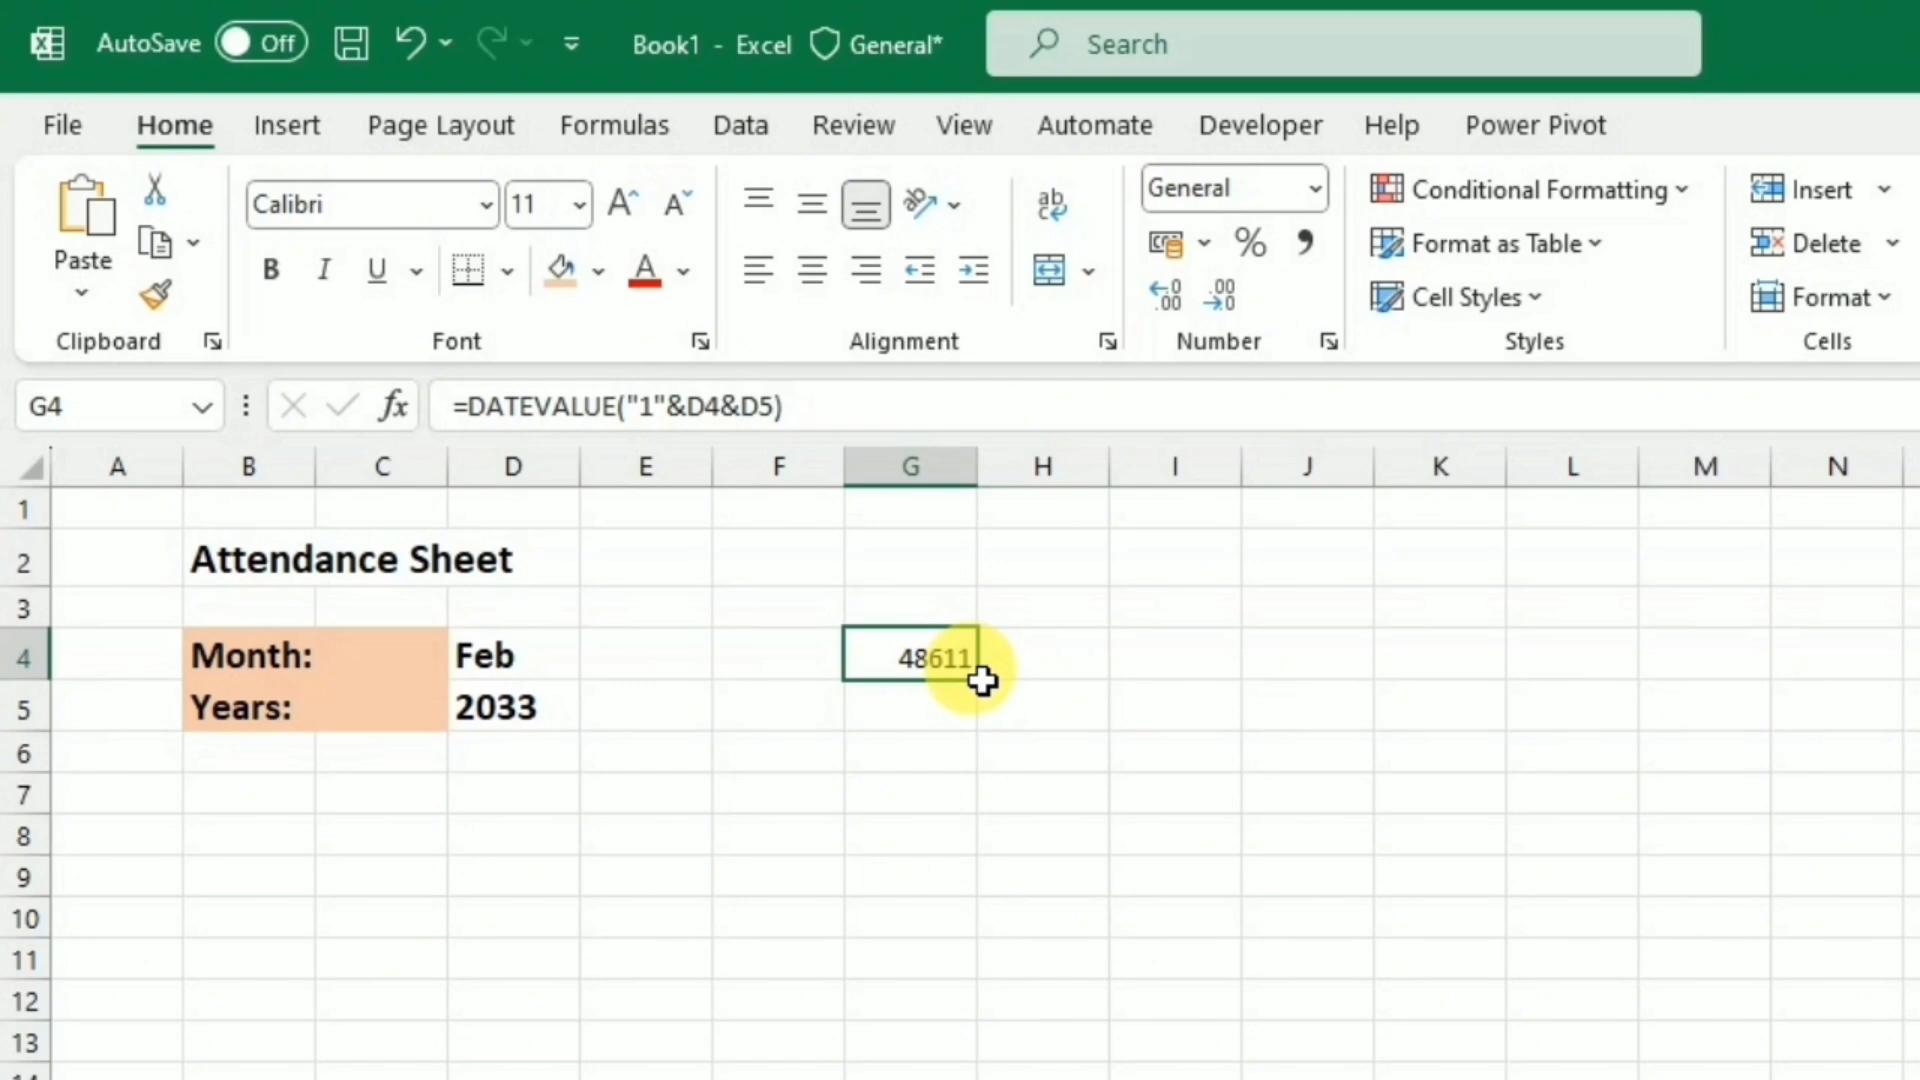 AutoSave Off Book1 - Excel General* Search
File Home Insert Page Layout Formulas Data Review View Automate Developer Help Power Pivot
Paste
Calibri 11
B I U A
ab
General
% 9
Conditional Formatting
Format as Table
Cell Styles
Insert
Delete
Format
Clipboard Font Alignment Number Styles Cells
G4 fx =DATEVALUE("1"&D4&D5)
A B C D E F G H I J K L M N
1
2 Attendance Sheet
3
4 Month: Feb 48611
5 Years: 2033
6
7
8
9
10
11
12
13